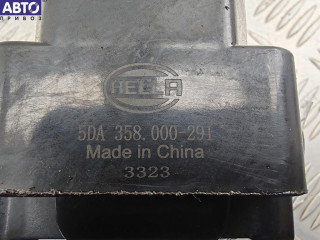 АВТО
ПРИВОЗ
HELLA
5DA 358.000-291
Made in China
3323